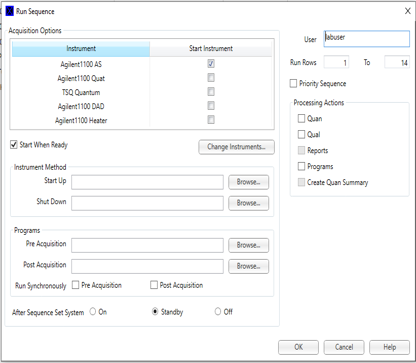 Run Sequence
Acquisition Options
Instrument Start Instrument
Agilent1100 AS
Agilent1100 Quat
TSQ Quantum
Agilent1100 DAD
Agilent1100 Heater
Start When Ready Change Instruments...
Instrument Method
Start Up Browse...
Shut Down Browse...
Programs
Pre Acquisition Browse...
Post Acquisition Browse...
Run Synchronously Pre Acquisition Post Acquisition
After Sequence Set System On Standby Off
User labuser
Run Rows 1 To 14
Priority Sequence
Processing Actions
Quan
Qual
Reports
Programs
Create Quan Summary
OK Cancel Help